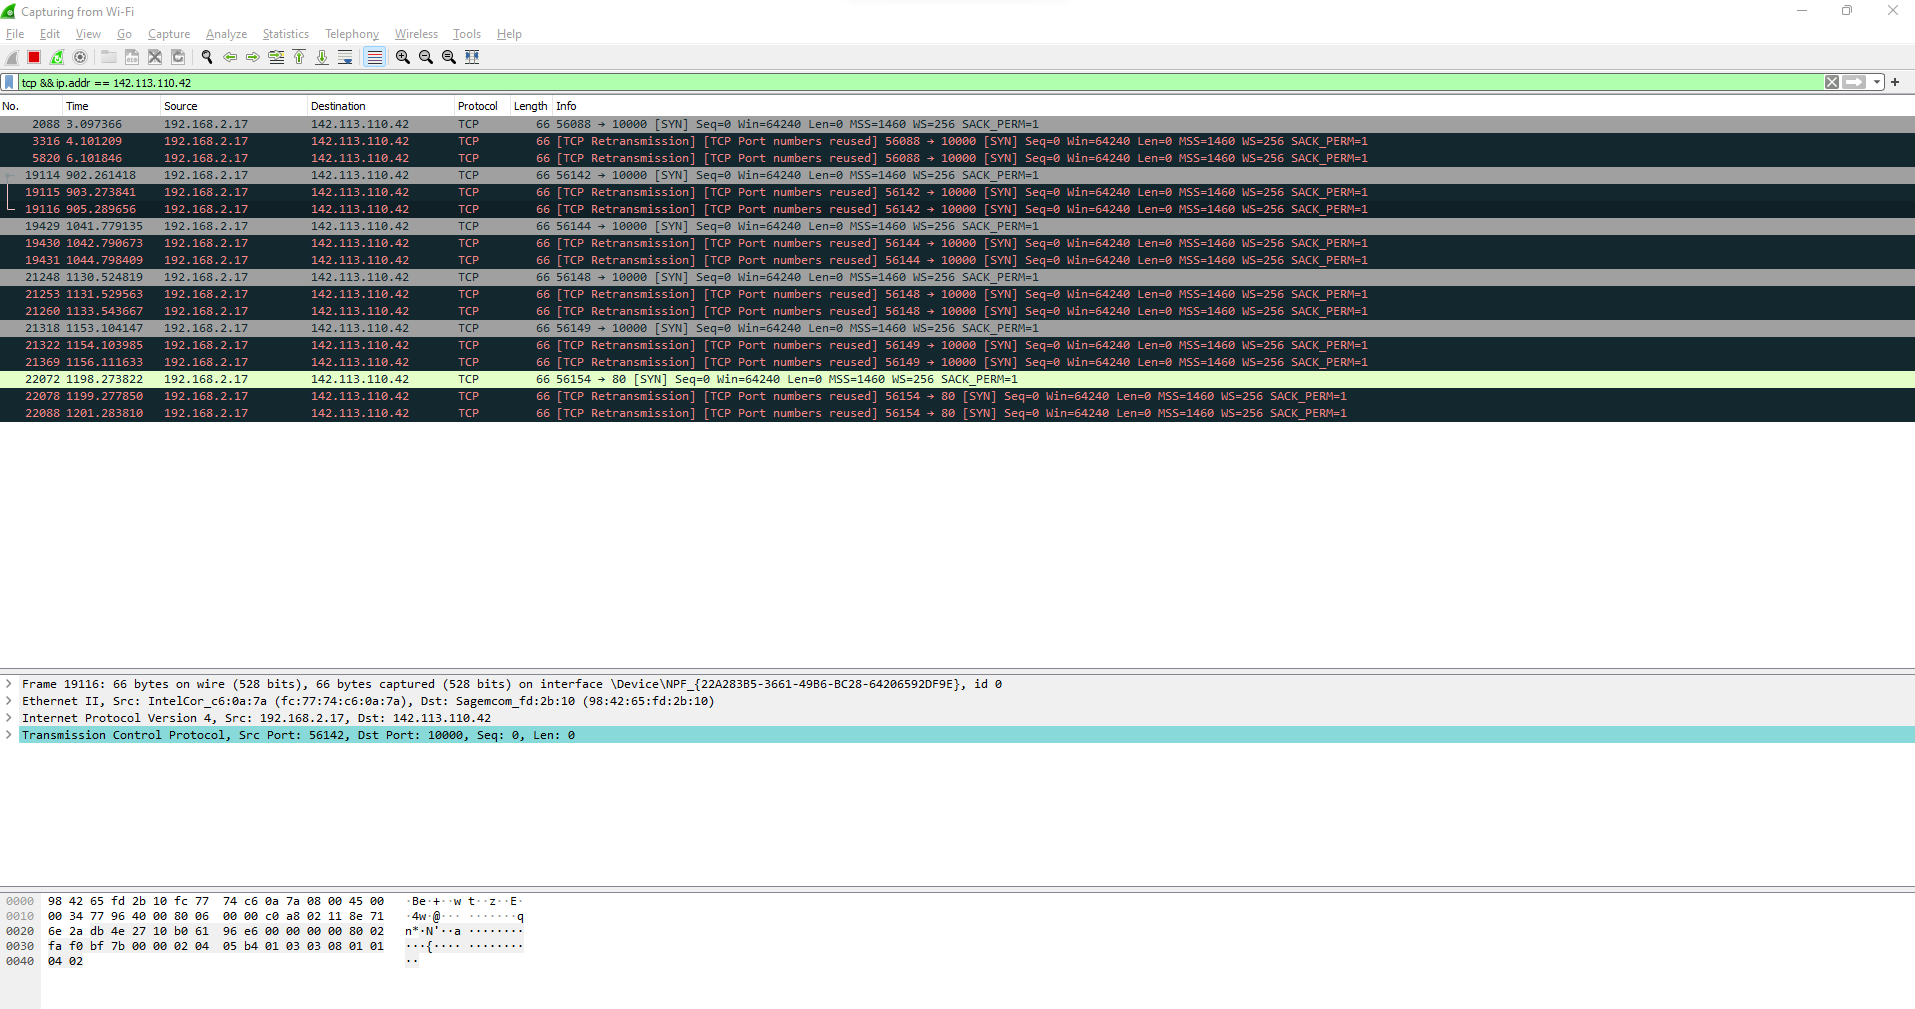 Capturing from Wi-Fi
File Edit View Go Capture Analyze Statistics Telephony Wireless Tools Help
tcp && ip.addr == 142.113.110.42
No. Time Source Destination Protocol Length Info
2088 3.097366 192.168.2.17 142.113.110.42 TCP 66 56088 → 10000 [SYN] Seq=0 Win=64240 Len=0 MSS=1460 WS=256 SACK_PERM=1
3316 4.101209 192.168.2.17 142.113.110.42 TCP 66 [TCP Retransmission] [TCP Port numbers reused] 56088 → 10000 [SYN] Seq=0 Win=64240 Len=0 MSS=1460 WS=256 SACK_PERM=1
5820 6.101846 192.168.2.17 142.113.110.42 TCP 66 [TCP Retransmission] [TCP Port numbers reused] 56088 → 10000 [SYN] Seq=0 Win=64240 Len=0 MSS=1460 WS=256 SACK_PERM=1
19114 902.261418 192.168.2.17 142.113.110.42 TCP 66 56142 → 10000 [SYN] Seq=0 Win=64240 Len=0 MSS=1460 WS=256 SACK_PERM=1
19115 903.273841 192.168.2.17 142.113.110.42 TCP 66 [TCP Retransmission] [TCP Port numbers reused] 56142 → 10000 [SYN] Seq=0 Win=64240 Len=0 MSS=1460 WS=256 SACK_PERM=1
19116 905.289656 192.168.2.17 142.113.110.42 TCP 66 [TCP Retransmission] [TCP Port numbers reused] 56142 → 10000 [SYN] Seq=0 Win=64240 Len=0 MSS=1460 WS=256 SACK_PERM=1
19429 1041.779135 192.168.2.17 142.113.110.42 TCP 66 56144 → 10000 [SYN] Seq=0 Win=64240 Len=0 MSS=1460 WS=256 SACK_PERM=1
19430 1042.790673 192.168.2.17 142.113.110.42 TCP 66 [TCP Retransmission] [TCP Port numbers reused] 56144 → 10000 [SYN] Seq=0 Win=64240 Len=0 MSS=1460 WS=256 SACK_PERM=1
19431 1044.798409 192.168.2.17 142.113.110.42 TCP 66 [TCP Retransmission] [TCP Port numbers reused] 56144 → 10000 [SYN] Seq=0 Win=64240 Len=0 MSS=1460 WS=256 SACK_PERM=1
21248 1130.524819 192.168.2.17 142.113.110.42 TCP 66 56148 → 10000 [SYN] Seq=0 Win=64240 Len=0 MSS=1460 WS=256 SACK_PERM=1
21253 1131.529563 192.168.2.17 142.113.110.42 TCP 66 [TCP Retransmission] [TCP Port numbers reused] 56148 → 10000 [SYN] Seq=0 Win=64240 Len=0 MSS=1460 WS=256 SACK_PERM=1
21260 1133.543667 192.168.2.17 142.113.110.42 TCP 66 [TCP Retransmission] [TCP Port numbers reused] 56148 → 10000 [SYN] Seq=0 Win=64240 Len=0 MSS=1460 WS=256 SACK_PERM=1
21318 1153.104147 192.168.2.17 142.113.110.42 TCP 66 56149 → 10000 [SYN] Seq=0 Win=64240 Len=0 MSS=1460 WS=256 SACK_PERM=1
21322 1154.103985 192.168.2.17 142.113.110.42 TCP 66 [TCP Retransmission] [TCP Port numbers reused] 56149 → 10000 [SYN] Seq=0 Win=64240 Len=0 MSS=1460 WS=256 SACK_PERM=1
21369 1156.111633 192.168.2.17 142.113.110.42 TCP 66 [TCP Retransmission] [TCP Port numbers reused] 56149 → 10000 [SYN] Seq=0 Win=64240 Len=0 MSS=1460 WS=256 SACK_PERM=1
22072 1198.273822 192.168.2.17 142.113.110.42 TCP 66 56154 → 80 [SYN] Seq=0 Win=64240 Len=0 MSS=1460 WS=256 SACK_PERM=1
22078 1199.277850 192.168.2.17 142.113.110.42 TCP 66 [TCP Retransmission] [TCP Port numbers reused] 56154 → 80 [SYN] Seq=0 Win=64240 Len=0 MSS=1460 WS=256 SACK_PERM=1
22088 1201.283810 192.168.2.17 142.113.110.42 TCP 66 [TCP Retransmission] [TCP Port numbers reused] 56154 → 80 [SYN] Seq=0 Win=64240 Len=0 MSS=1460 WS=256 SACK_PERM=1
Frame 19116: 66 bytes on wire (528 bits), 66 bytes captured (528 bits) on interface \Device\NPF_{22A283B5-3661-49B6-BC28-64206592DF9E}, id 0
Ethernet II, Src: IntelCor_c6:0a:7a (fc:77:74:c6:0a:7a), Dst: Sagemcom_fd:2b:10 (98:42:65:fd:2b:10)
Internet Protocol Version 4, Src: 192.168.2.17, Dst: 142.113.110.42
Transmission Control Protocol, Src Port: 56142, Dst Port: 10000, Seq: 0, Len: 0
0000 98 42 65 fd 2b 10 fc 77 74 c6 0a 7a 08 00 45 00 ·Be·+··w t··z··E·
0010 00 34 77 96 40 00 80 06 00 00 c0 a8 02 11 8e 71 ·4w·@··· ·······q
0020 6e 2a db 4e 27 10 b0 61 96 e6 00 00 00 00 80 02 n*·N'··a ········
0030 fa f0 bf 7b 00 00 02 04 05 b4 01 03 03 08 01 01 ···{···· ········
0040 04 02 ··